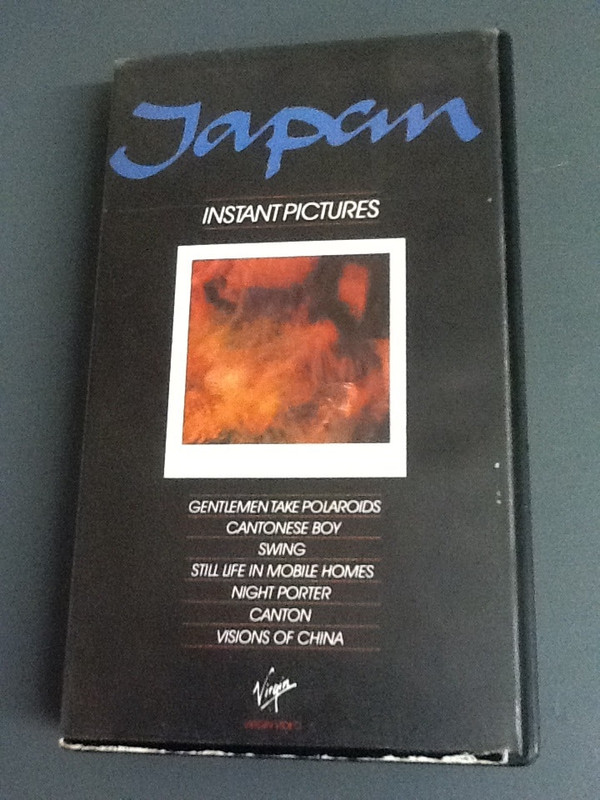 Japan
INSTANT PICTURES
GENTLEMEN TAKE POLAROIDS
CANTONESE BOY
SWING
STILL LIFE IN MOBILE HOMES
NIGHT PORTER
CANTON
VISIONS OF CHINA
Virgin
VIRGIN VIDEO